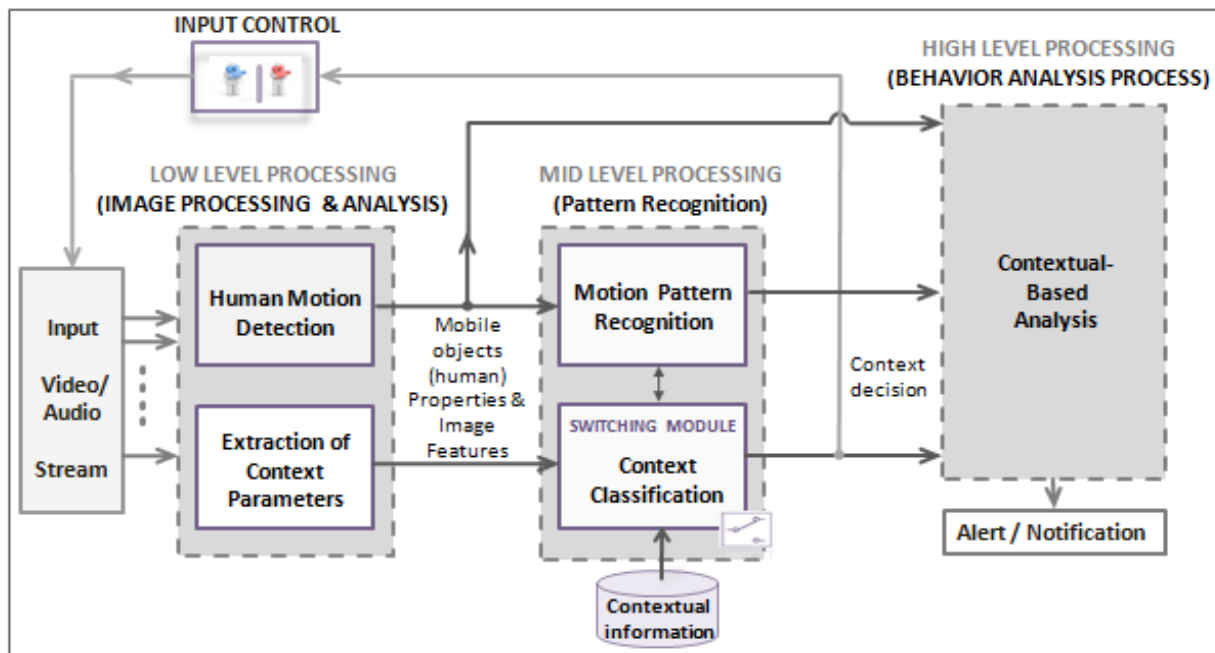 INPUT CONTROL
HIGH LEVEL PROCESSING
(BEHAVIOR ANALYSIS PROCESS)
LOW LEVEL PROCESSING
(IMAGE PROCESSING & ANALYSIS)
MID LEVEL PROCESSING
(Pattern Recognition)
Input
Video/
Audio
Stream
Human Motion
Detection
Extraction of
Context
Parameters
Mobile
objects
(human)
Properties &
Image
Features
Motion Pattern
Recognition
SWITCHING MODULE
Context
Classification
Contextual
information
Context
decision
Contextual-
Based
Analysis
Alert / Notification